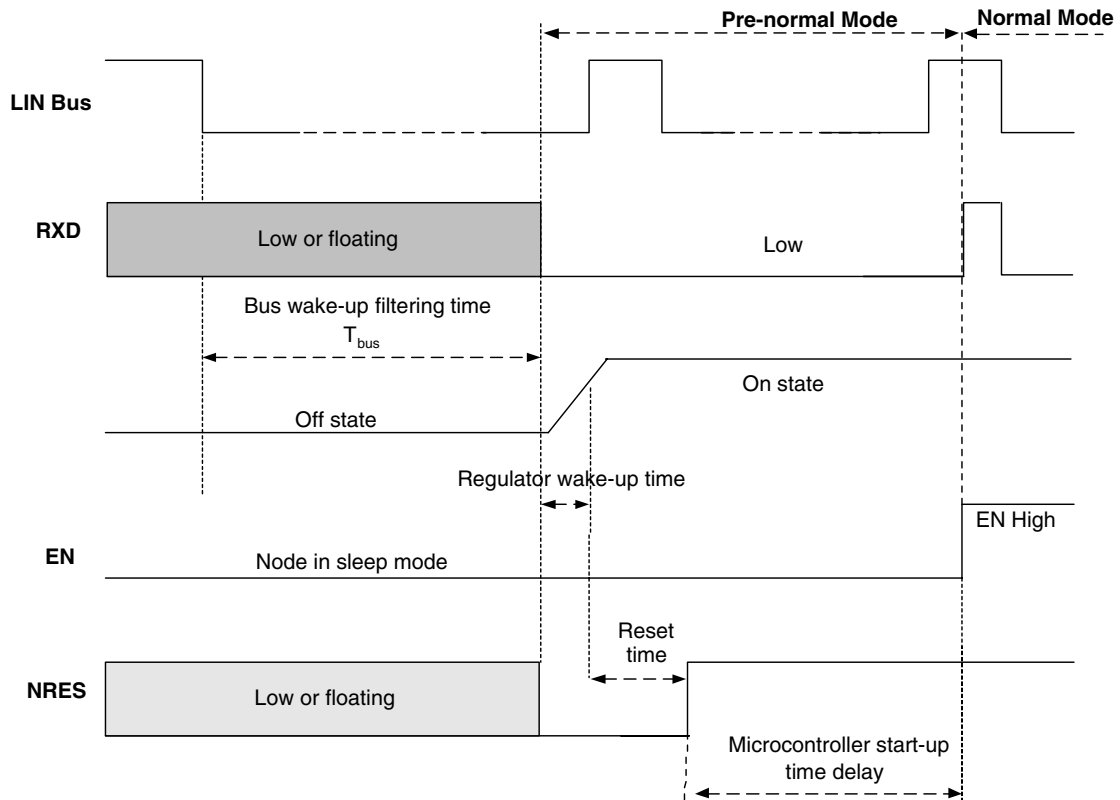 Pre-normal Mode
Normal Mode
LIN Bus
RXD
Low or floating
Low
Bus wake-up filtering time
Tbus
On state
Off state
Regulator wake-up time
EN High
EN
Node in sleep mode
Reset
time
NRES
Low or floating
Microcontroller start-up
time delay